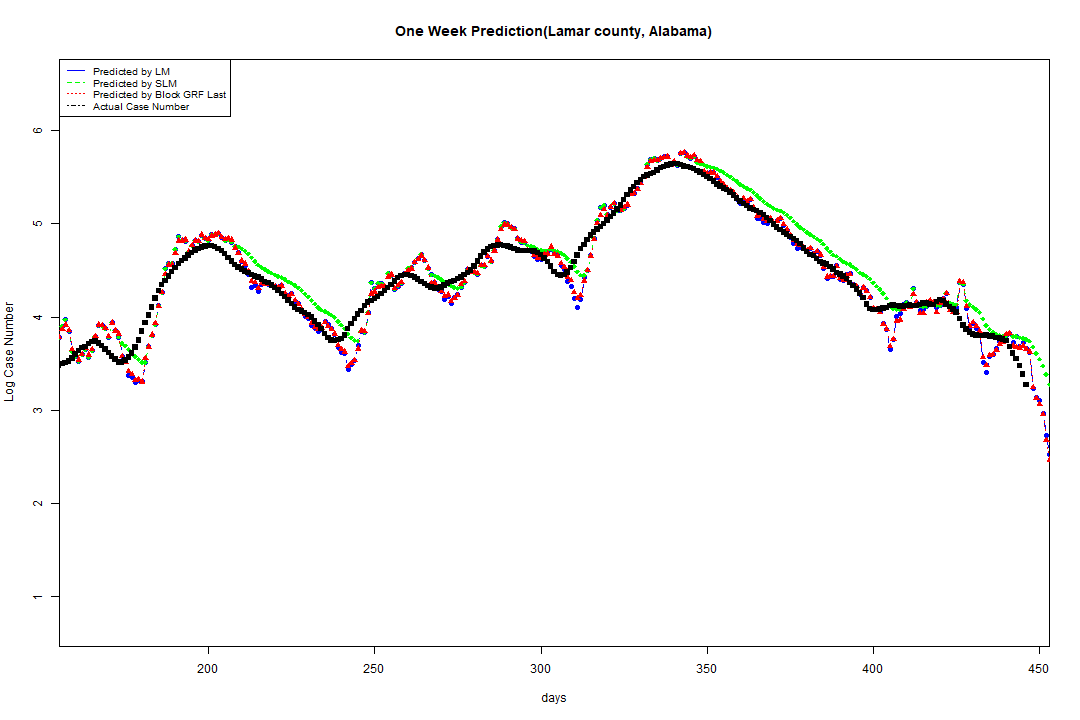 One Week Prediction(Lamar county, Alabama)
Predicted by LM
Predicted by SLM
Predicted by Block GRF Last
Actual Case Number
6
5
4
3
2
1
Log Case Number
200 250 300 350 400 450
days